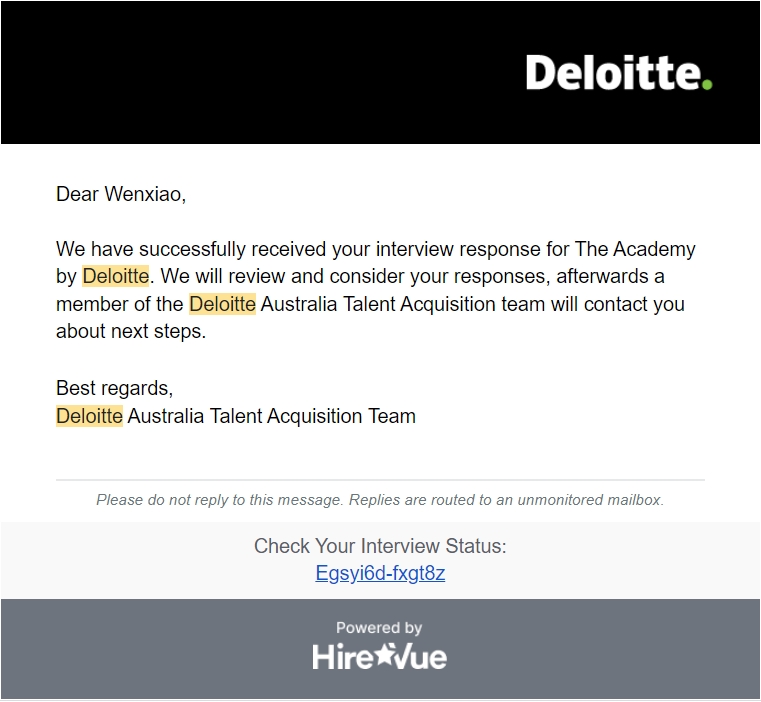 Deloitte.
Dear Wenxiao,
We have successfully received your interview response for The Academy
by Deloitte. We will review and consider your responses, afterwards a
member of the Deloitte Australia Talent Acquisition team will contact you
about next steps.
Best regards,
Deloitte Australia Talent Acquisition Team
Please do not reply to this message. Replies are routed to an unmonitored mailbox.
Check Your Interview Status:
Egsyi6d-fxgt8z
Powered by
HireVue